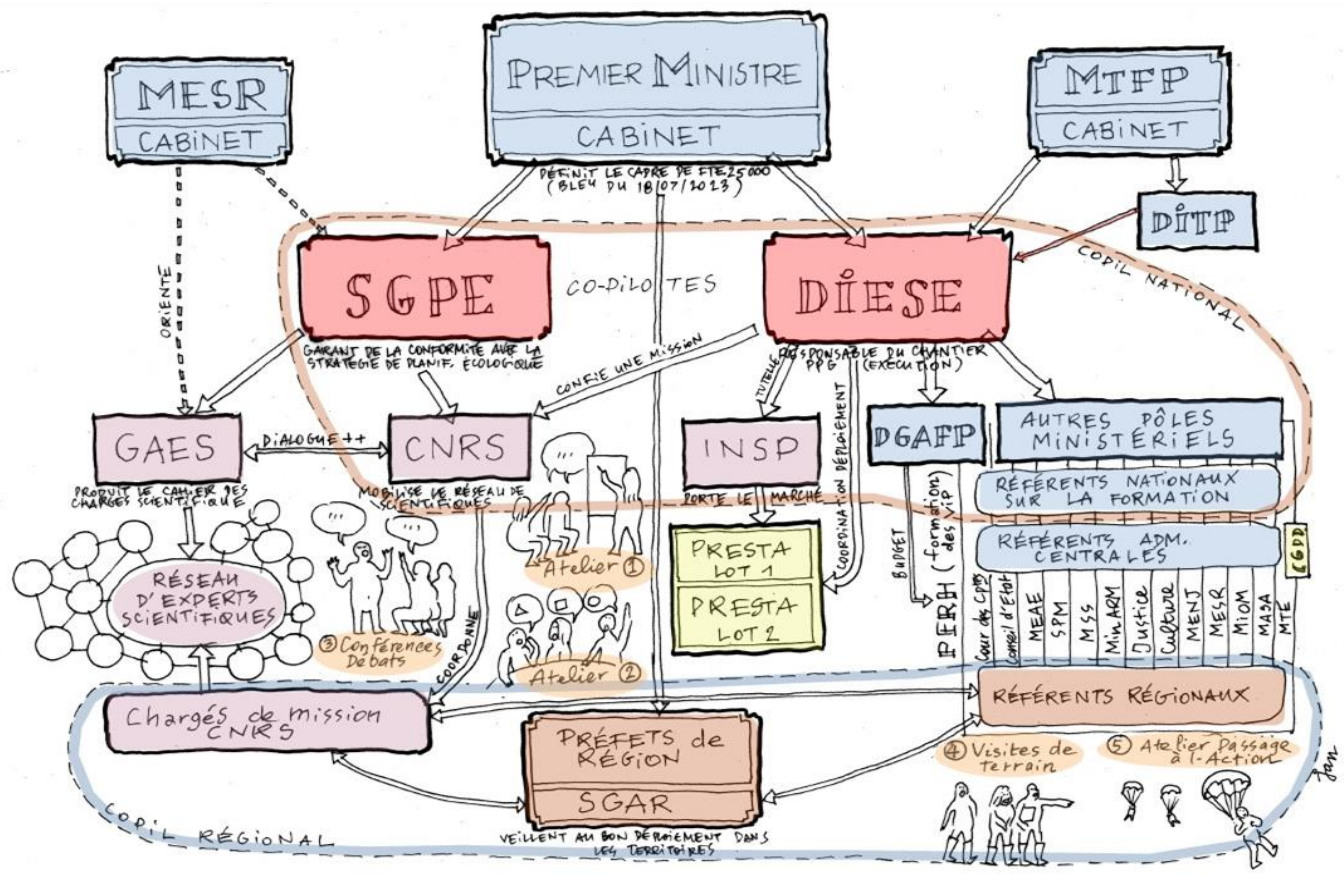 MESR
CABINET
PREMIER MINISTRE
CABINET
MTFP
CABINET
DÉFINIT LE CADRE DE FTE 25000
(BLEU DU 18/07/2023)
DITP
SGPE
CO-PILOTES
DIESE
COPIL NATIONAL
ORIENTE
GARANT DE LA CONFORMITÉ AVEC LA
STRATÉGIE DE PLANIF. ÉCOLOGIQUE
CONFIE UNE MISSION
TUTELLE
RESPONSABLE DU CHANTIER
PPG (EXÉCUTION)
COORDINATION DÉPLOIEMENT
GAES
DIALOGUE ++
CNRS
INSP
DGAFP
AUTRES PÔLES
MINISTÉRIELS
PRODUIT LE CAHIER DES
CHARGES SCIENTIFIQUE
MOBILISE LE RÉSEAU DE
SCIENTIFIQUES
PORTE LE MARCHÉ
RÉFÉRENTS NATIONAUX
SUR LA FORMATION
RÉFÉRENTS ADM.
CENTRALES
CGDD
PRESTA
LOT 1
PRESTA
LOT 2
BUDGET
PFRH (formation
des vip)
Cour des Cptes
Conseil d'état
MEAE
SPM
MSS
Min. ARM
Justice
Culture
MENJ
MESR
MIOM
MASA
MTE
RÉSEAU
D'EXPERTS
SCIENTIFIQUES
Atelier ①
③ Conférences
Débats
Atelier ②
COORDONNE
Chargés de mission
CNRS
PRÉFETS de
RÉGION
SGAR
RÉFÉRENTS RÉGIONAUX
④ Visites de
terrain
⑤ Atelier passage
à l'Action
VEILLENT AU BON DÉPLOIEMENT DANS
LES TERRITOIRES
COPIL RÉGIONAL